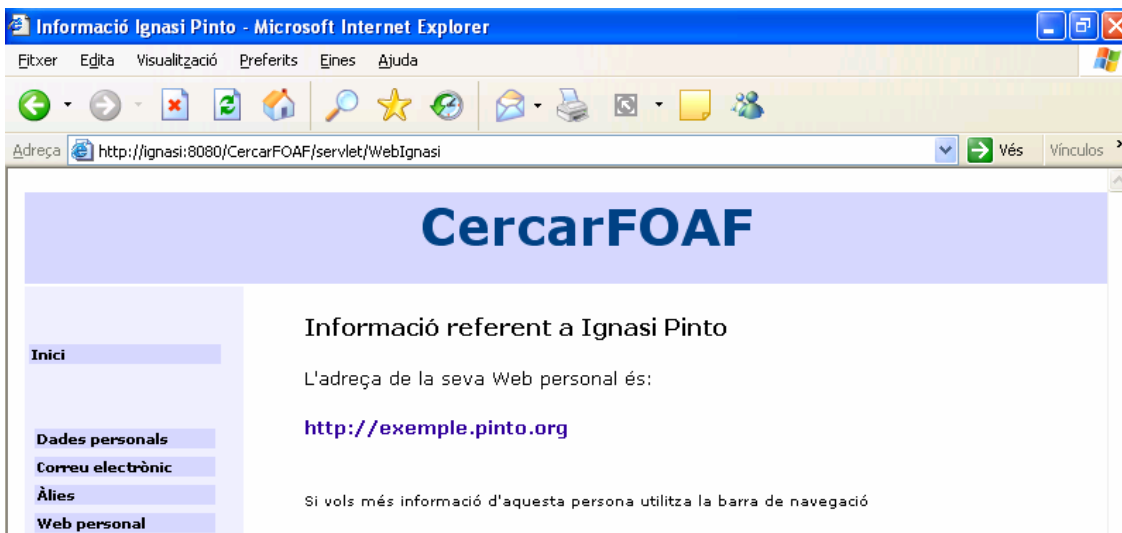 Informació Ignasi Pinto - Microsoft Internet Explorer
Fitxer Edita Visualització Preferits Eines Ajuda
Adreça http://ignasi:8080/CercarFOAF/servlet/WebIgnasi Vés Vínculos
CercarFOAF
Informació referent a Ignasi Pinto
Inici
L'adreça de la seva Web personal és:
http://exemple.pinto.org
Dades personals
Correu electrònic
Àlies
Si vols més informació d'aquesta persona utilitza la barra de navegació
Web personal